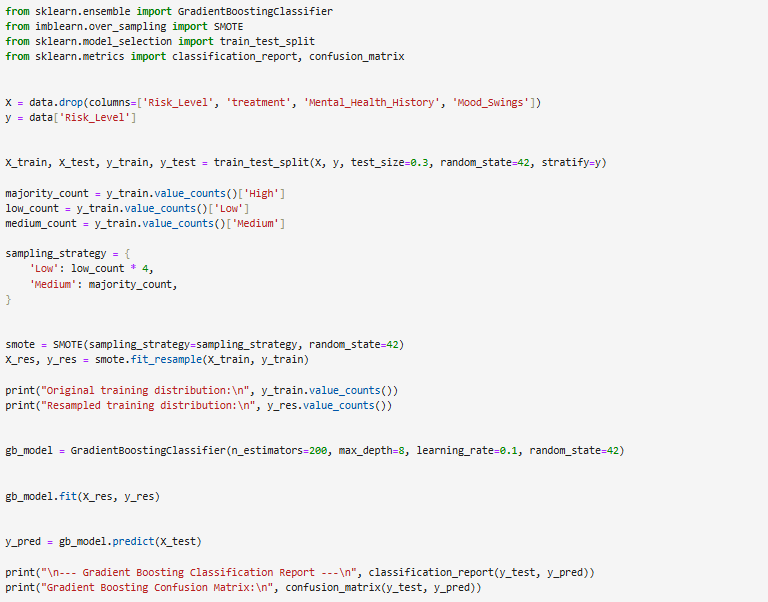 from sklearn.ensemble import GradientBoostingClassifier
from imblearn.over_sampling import SMOTE
from sklearn.model_selection import train_test_split
from sklearn.metrics import classification_report, confusion_matrix
X = data.drop(columns=['Risk_Level', 'treatment', 'Mental_Health_History', 'Mood_Swings'])
y = data['Risk_Level']
X_train, X_test, y_train, y_test = train_test_split(X, y, test_size=0.3, random_state=42, stratify=y)
majority_count = y_train.value_counts()['High']
low_count = y_train.value_counts()['Low']
medium_count = y_train.value_counts()['Medium']
sampling_strategy = {
    'Low': low_count * 4,
    'Medium': majority_count,
}
smote = SMOTE(sampling_strategy=sampling_strategy, random_state=42)
X_res, y_res = smote.fit_resample(X_train, y_train)
print("Original training distribution:\n", y_train.value_counts())
print("Resampled training distribution:\n", y_res.value_counts())
gb_model = GradientBoostingClassifier(n_estimators=200, max_depth=8, learning_rate=0.1, random_state=42)
gb_model.fit(X_res, y_res)
y_pred = gb_model.predict(X_test)
print("\n--- Gradient Boosting Classification Report ---\n", classification_report(y_test, y_pred))
print("Gradient Boosting Confusion Matrix:\n", confusion_matrix(y_test, y_pred))